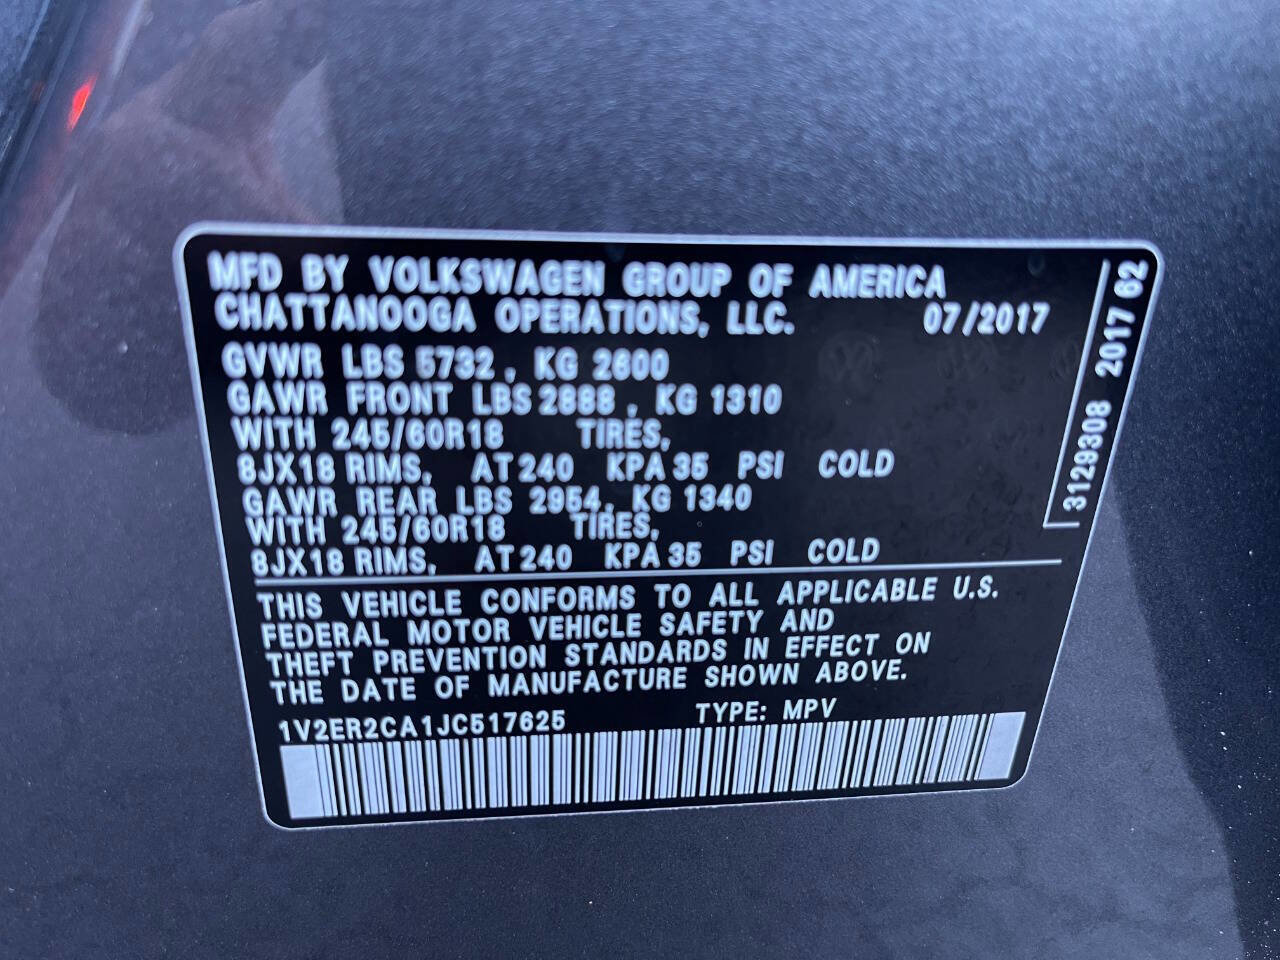 MFD BY VOLKSWAGEN GROUP OF AMERICA
CHATTANOOGA OPERATIONS, LLC. 07/2017
GVWR LBS 5732 , KG 2600
GAWR FRONT LBS 2888 , KG 1310
WITH 245/60R18 TIRES,
8JX18 RIMS, AT 240 KPA 35 PSI COLD
GAWR REAR LBS 2954, KG 1340
WITH 245/60R18 TIRES,
8JX18 RIMS, AT 240 KPA 35 PSI COLD
THIS VEHICLE CONFORMS TO ALL APPLICABLE U.S.
FEDERAL MOTOR VEHICLE SAFETY AND
THEFT PREVENTION STANDARDS IN EFFECT ON
THE DATE OF MANUFACTURE SHOWN ABOVE.
1V2ER2CA1JC517625 TYPE: MPV
3129308 2017 62